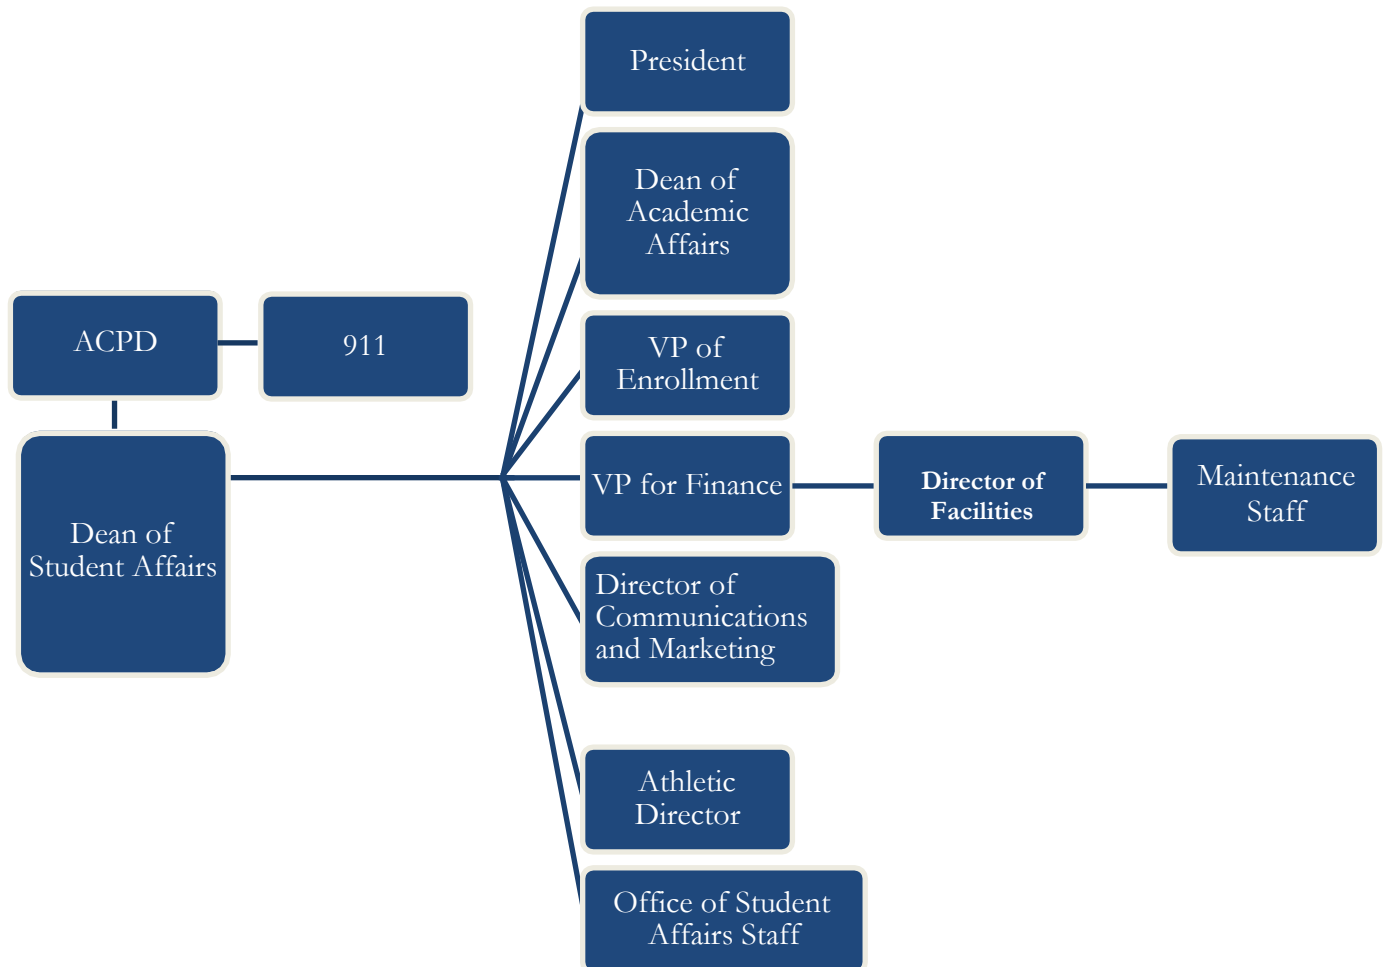 President
Dean of
Academic
Affairs
ACPD
911
VP of
Enrollment
VP for Finance
Director of
Facilities
Maintenance
Staff
Dean of
Student Affairs
Director of
Communications
and Marketing
Athletic
Director
Office of Student
Affairs Staff